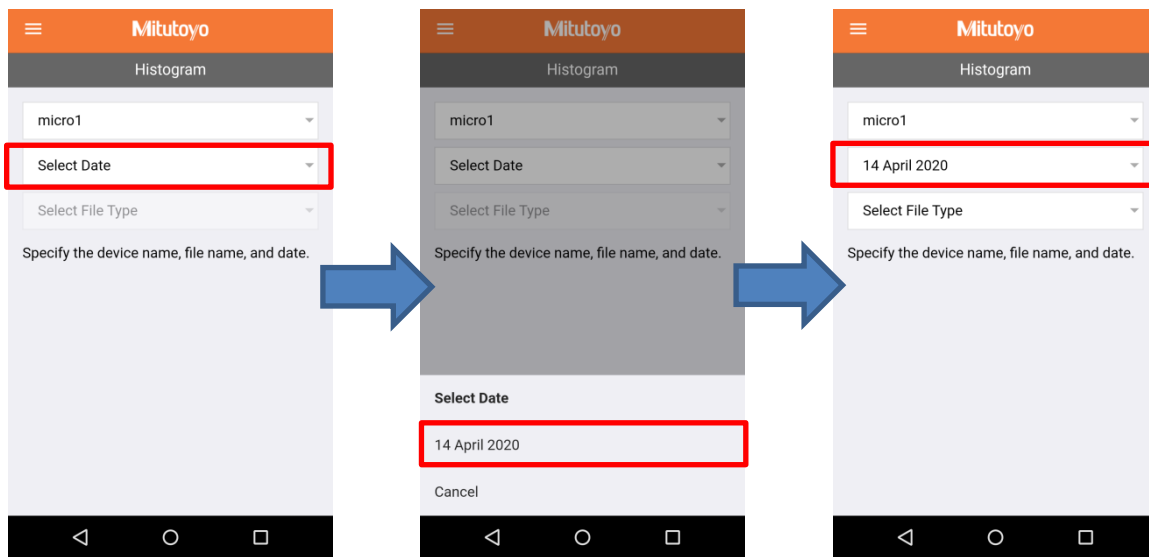 Mitutoyo
Histogram
micro1
Select Date
Select File Type
Specify the device name, file name, and date.
Mitutoyo
Histogram
micro1
Select Date
Select File Type
Specify the device name, file name, and date.
Select Date
14 April 2020
Cancel
Mitutoyo
Histogram
micro1
14 April 2020
Select File Type
Specify the device name, file name, and date.